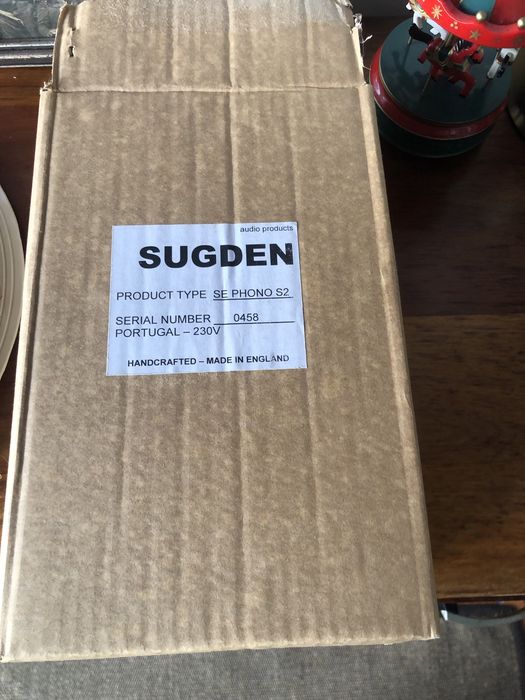 audio products
SUGDEN
PRODUCT TYPE SE PHONO S2
SERIAL NUMBER 0458
PORTUGAL – 230V
HANDCRAFTED – MADE IN ENGLAND